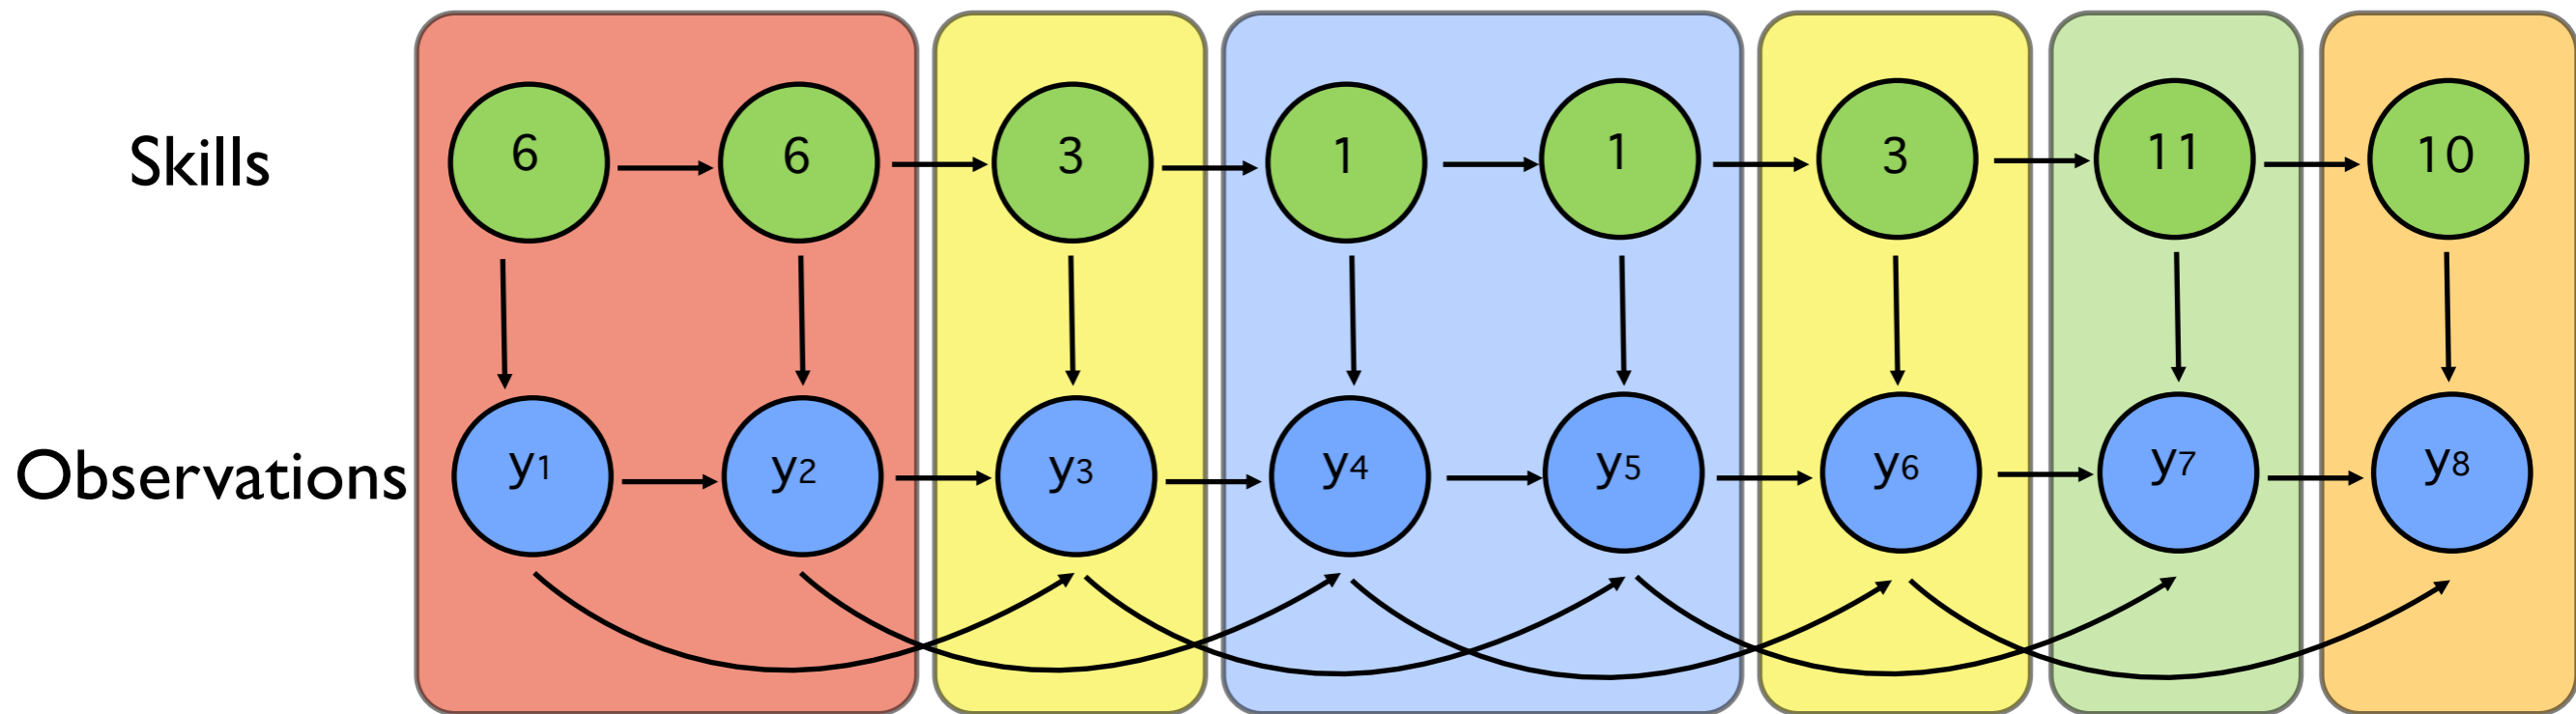 Skills 6 6 3 1 1 3 11 10
Observations y1 y2 y3 y4 y5 y6 y7 y8